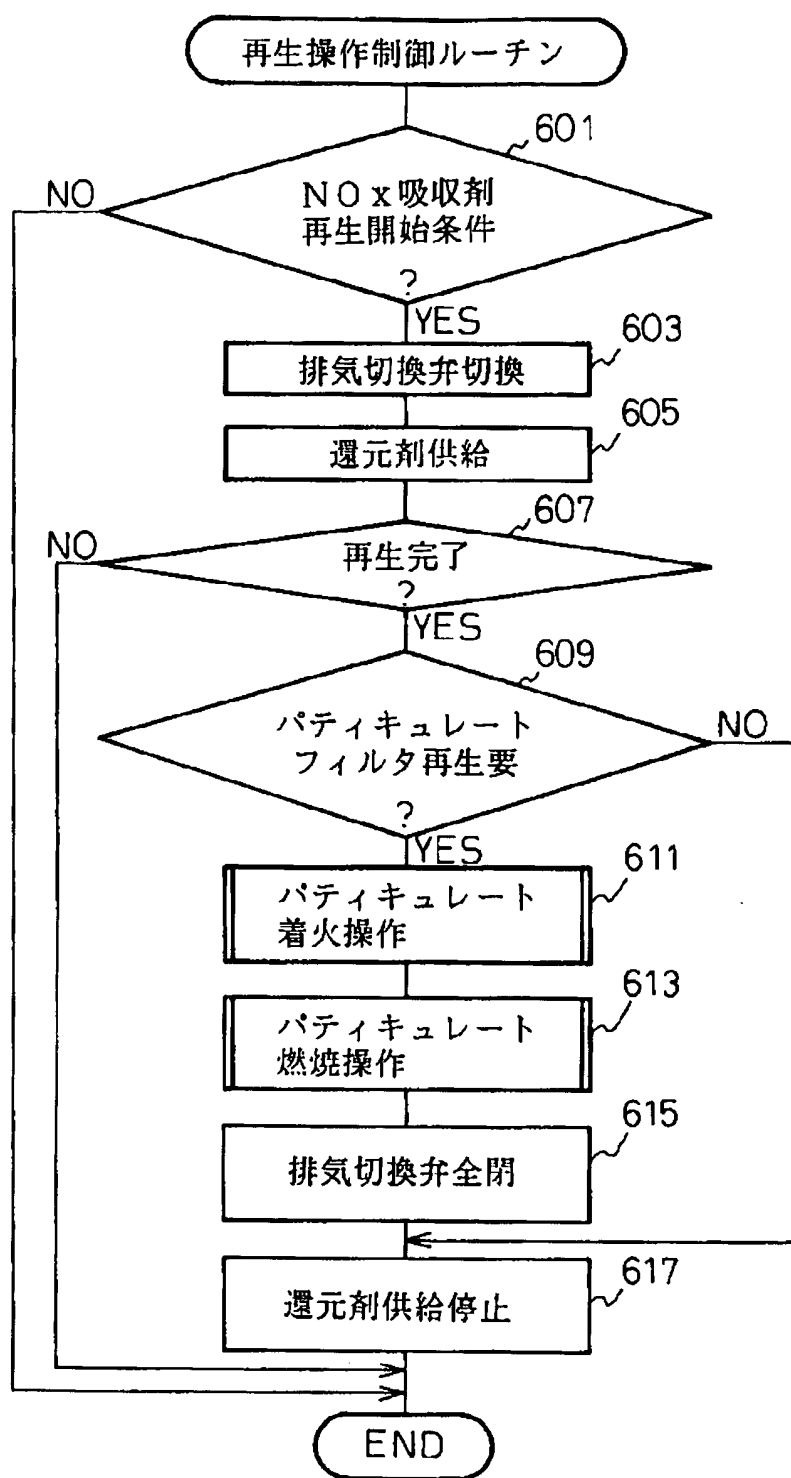 再生操作制御ルーチン
601
NO
NOx吸収剤
再生開始条件
?
YES
603
排気切換弁切換
605
還元剤供給
607
NO
再生完了
?
YES
609
パティキュレート
フィルタ再生要
NO
?
YES
611
パティキュレート
着火操作
613
パティキュレート
燃焼操作
615
排気切換弁全閉
617
還元剤供給停止
END